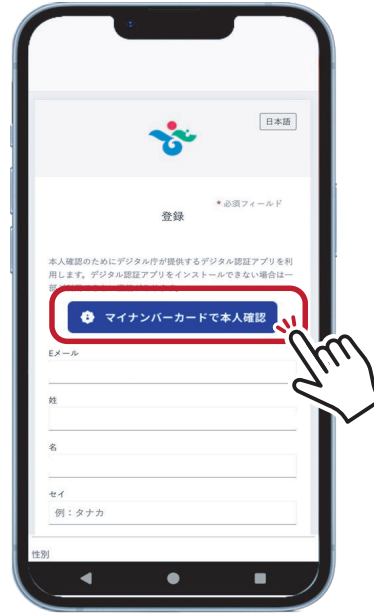 日本語
*必須フィールド
登録
本人確認のためにデジタル庁が提供するデジタル認証アプリを利
用します。デジタル認証アプリをインストールできない場合は一
マイナンバーカードで本人確認
Eメール
姓
名
セイ
例：タナカ
性別